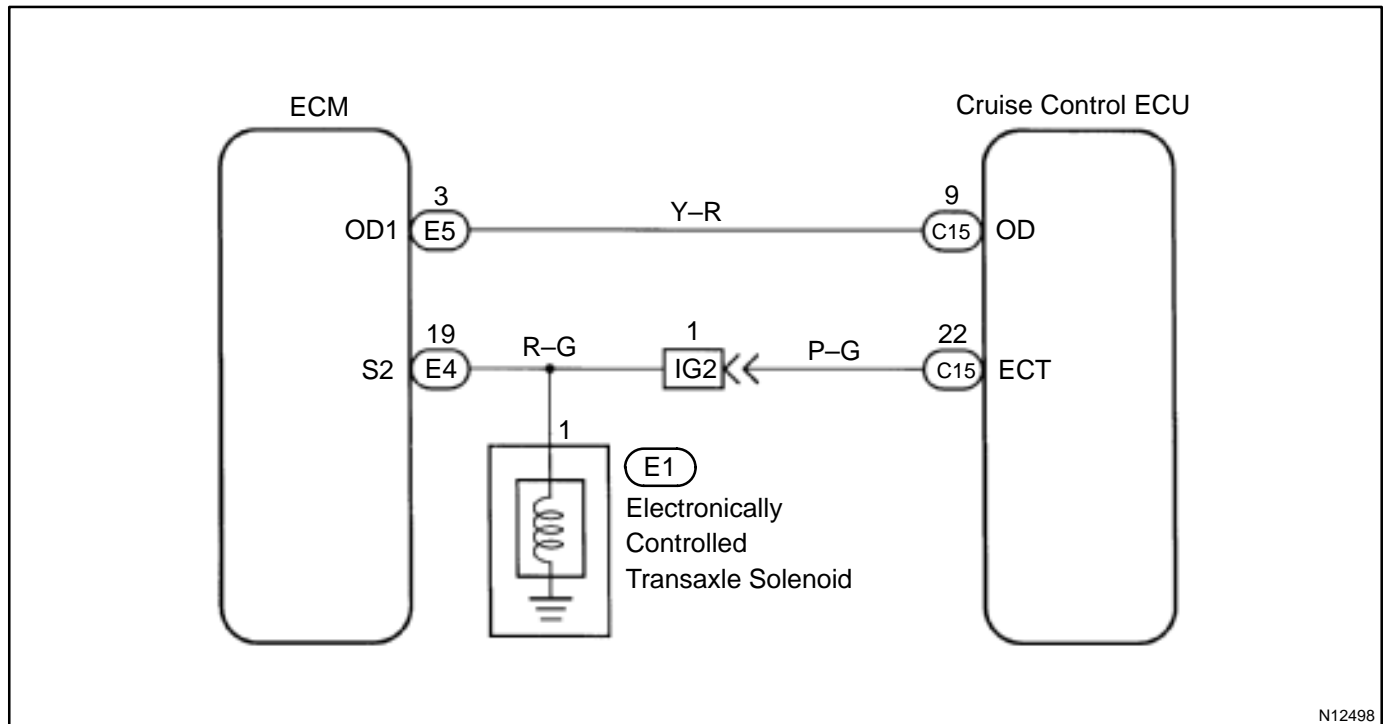 ECM
Cruise Control ECU
3
9
Y–R
OD1
E5
C15
OD
19
R–G
1
P–G
22
S2
E4
IG2
C15
ECT
1
E1
Electronically
Controlled
Transaxle Solenoid
N12498